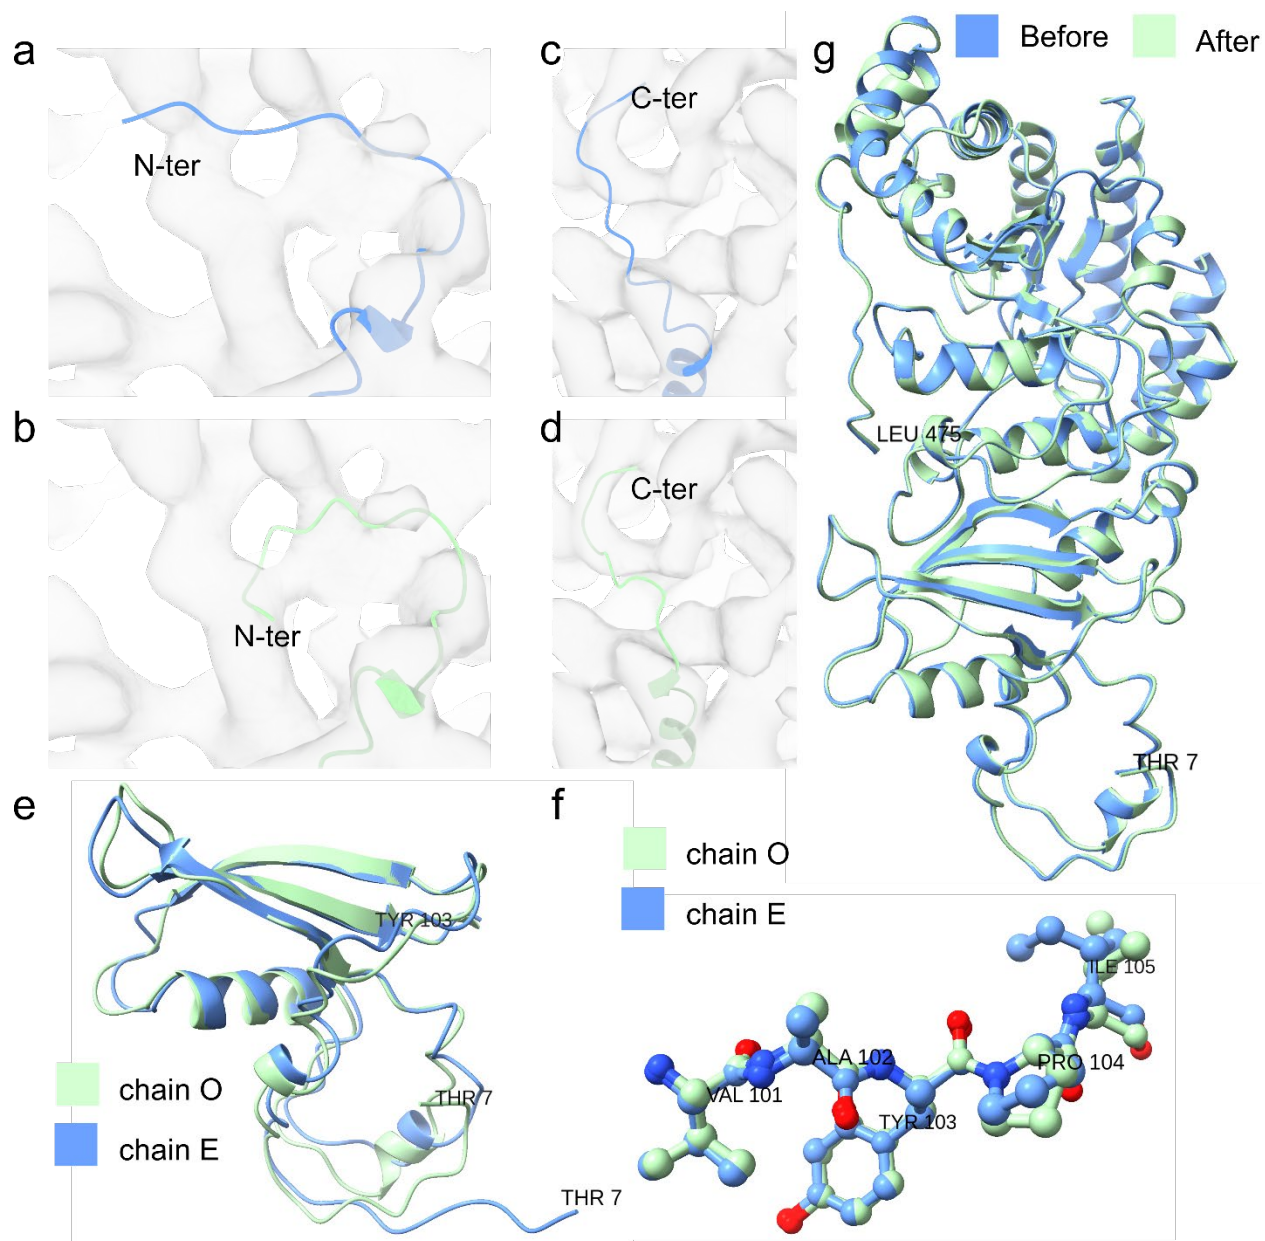 a
N-ter
b
N-ter
c
C-ter
d
C-ter
g
Before
After
LEU 475
THR 7
e
TYR 103
THR 7
THR 7
chain O
chain E
f
chain O
chain E
VAL 101
ALA 102
TYR 103
PRO 104
ILE 105